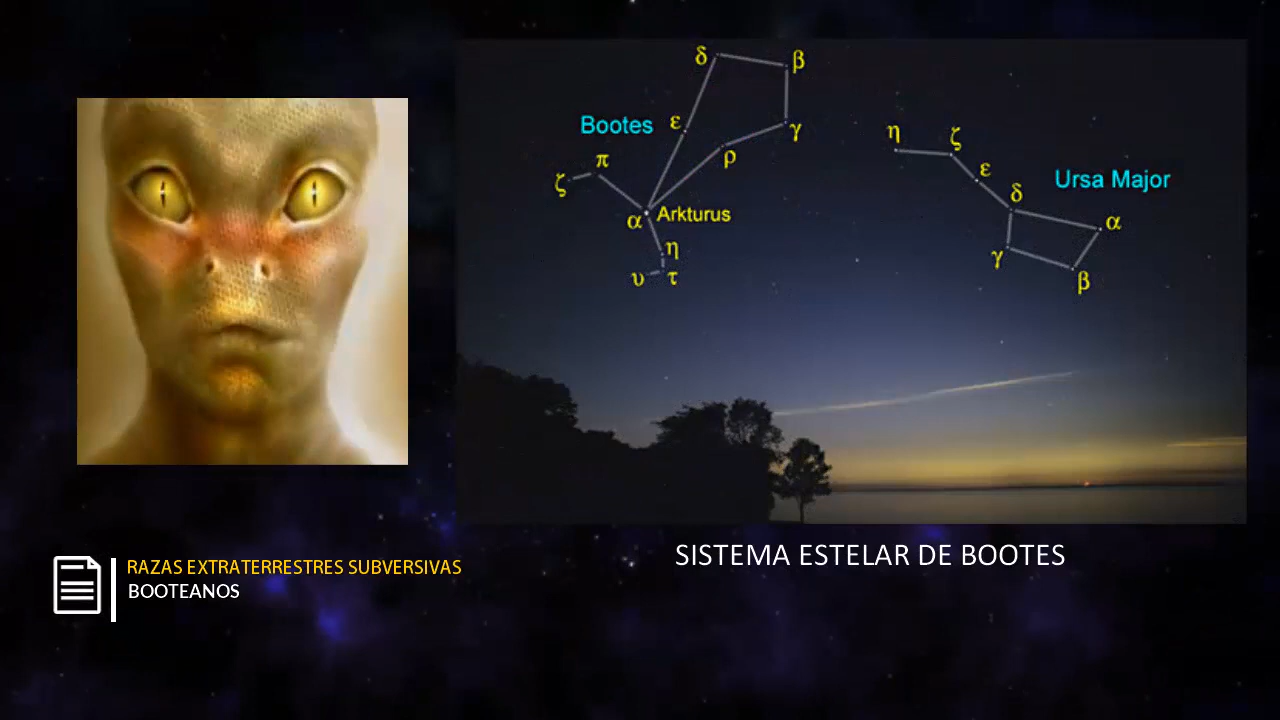 δ
β
Bootes
ε
γ
π
ρ
ζ
α
Arkturus
η
υ
τ
η
ζ
ε
Ursa Major
δ
α
γ
β
SISTEMA ESTELAR DE BOOTES
RAZAS EXTRATERRESTRES SUBVERSIVAS
BOOTEANOS